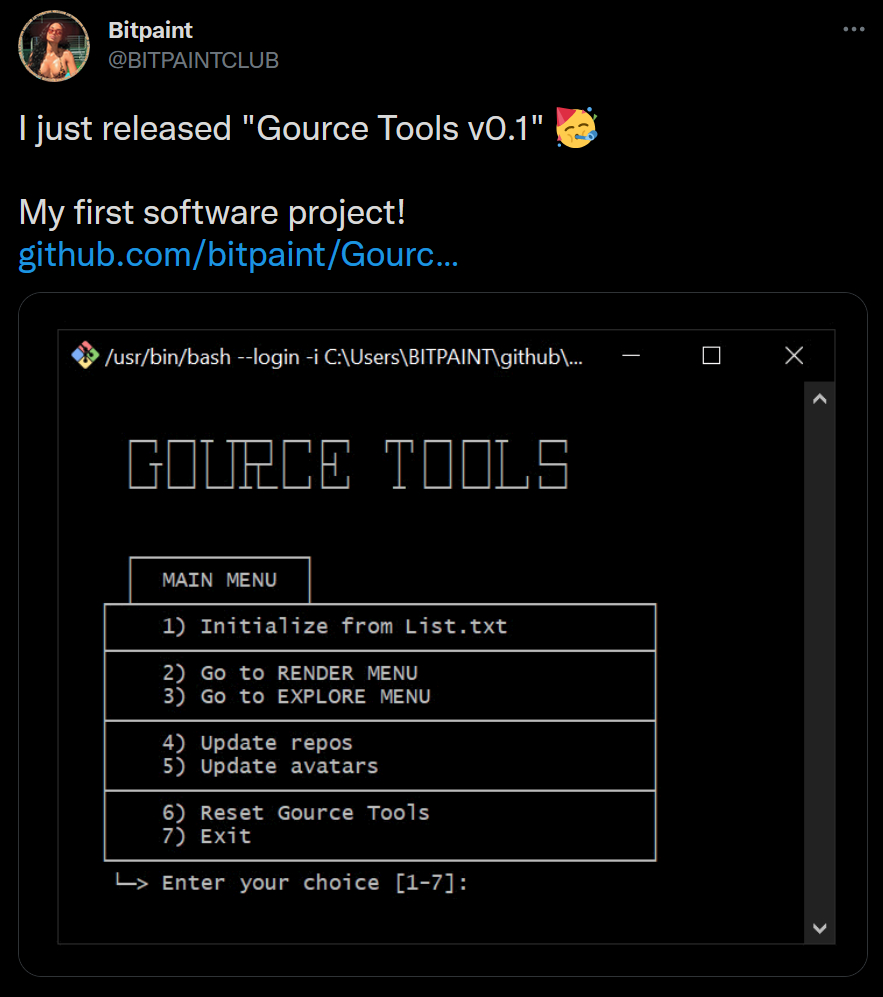 Bitpaint
@BITPAINTCLUB
I just released "Gource Tools v0.1" 🥳
My first software project!
github.com/bitpaint/Gourc...
/usr/bin/bash --login -i C:\Users\BITPAINT\github\...
GOURCE TOOLS
MAIN MENU
1) Initialize from List.txt
2) Go to RENDER MENU
3) Go to EXPLORE MENU
4) Update repos
5) Update avatars
6) Reset Gource Tools
7) Exit
└─> Enter your choice [1-7]: